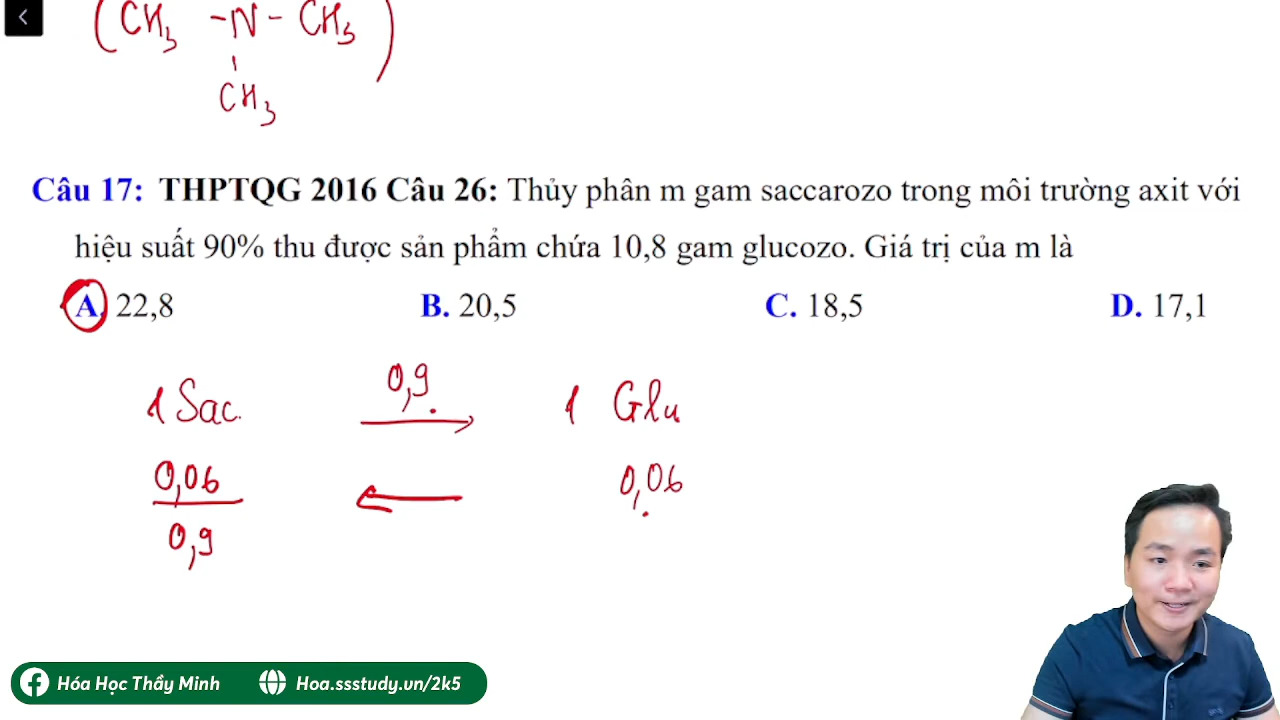 (CH₃ - N - CH₃)
CH₃
Câu 17: THPTQG 2016 Câu 26: Thủy phân m gam saccarozo trong môi trường axit với
hiệu suất 90% thu được sản phẩm chứa 10,8 gam glucozo. Giá trị của m là
A. 22,8 B. 20,5 C. 18,5 D. 17,1
1 Sac. 0,9 1 Glu
0,06 0,06
0,9
Hóa Học Thầy Minh Hoa.ssstudy.vn/2k5